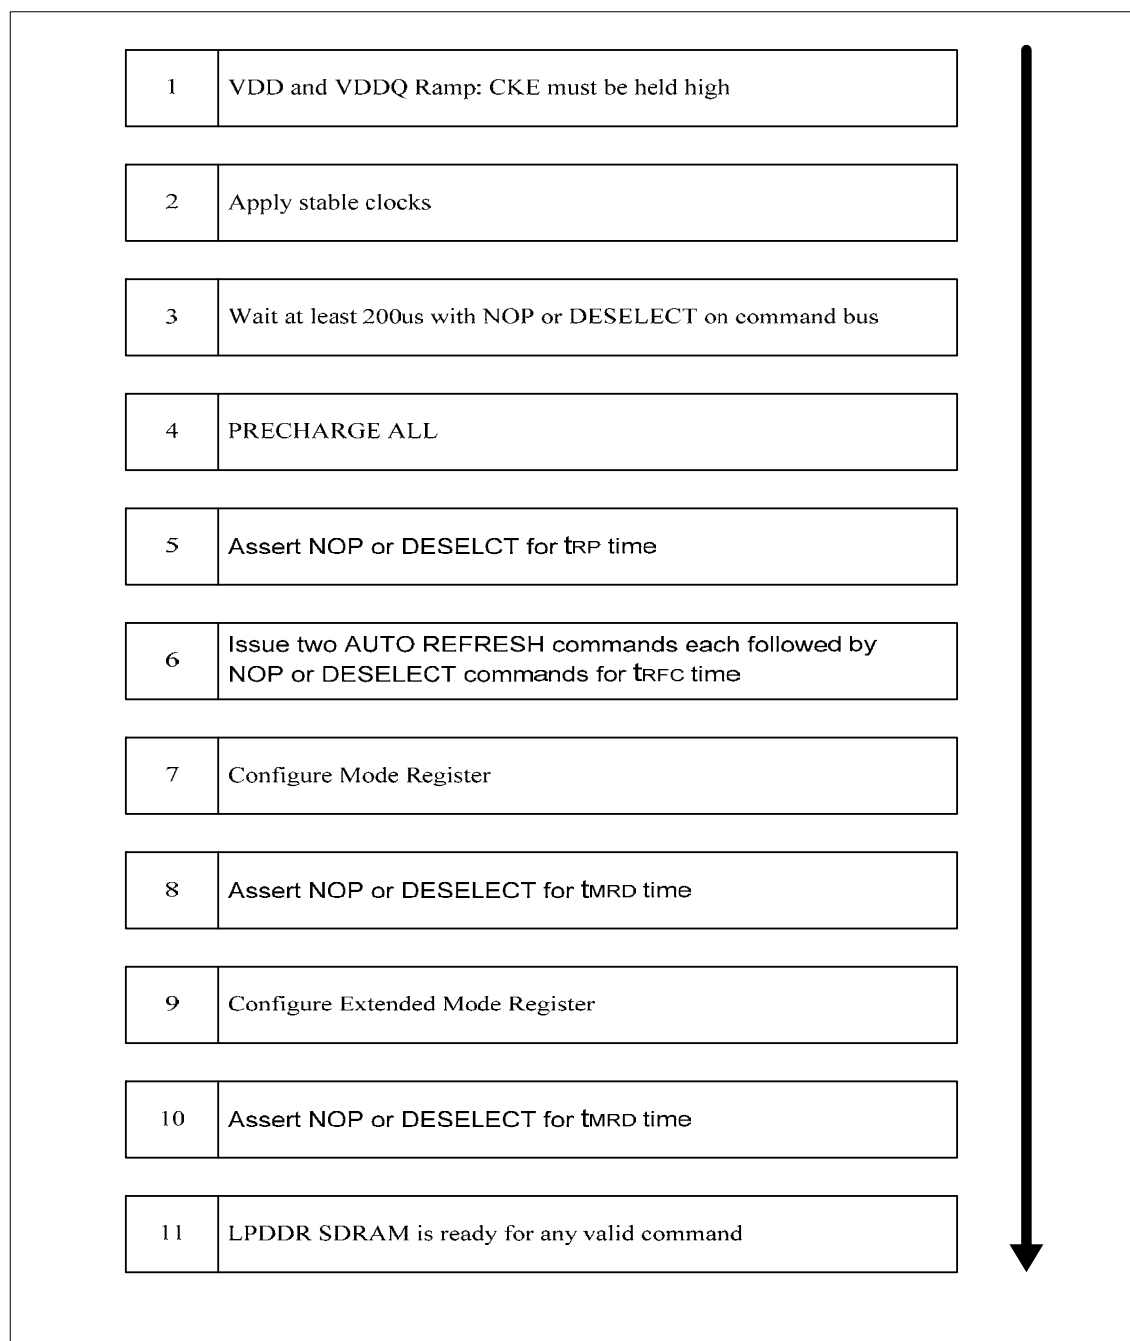 1 VDD and VDDQ Ramp: CKE must be held high
2 Apply stable clocks
3 Wait at least 200us with NOP or DESELECT on command bus
4 PRECHARGE ALL
5 Assert NOP or DESELCT for tRP time
6 Issue two AUTO REFRESH commands each followed by
NOP or DESELECT commands for tRFC time
7 Configure Mode Register
8 Assert NOP or DESELECT for tMRD time
9 Configure Extended Mode Register
10 Assert NOP or DESELECT for tMRD time
11 LPDDR SDRAM is ready for any valid command